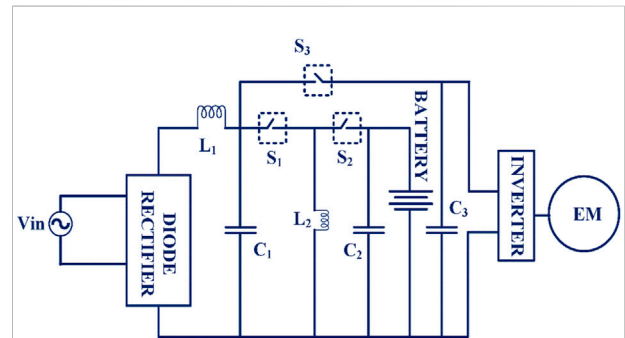 S3
L1
S1
S2
BATTERY
Vin
DIODE
RECTIFIER
C1
L2
C2
C3
INVERTER
EM